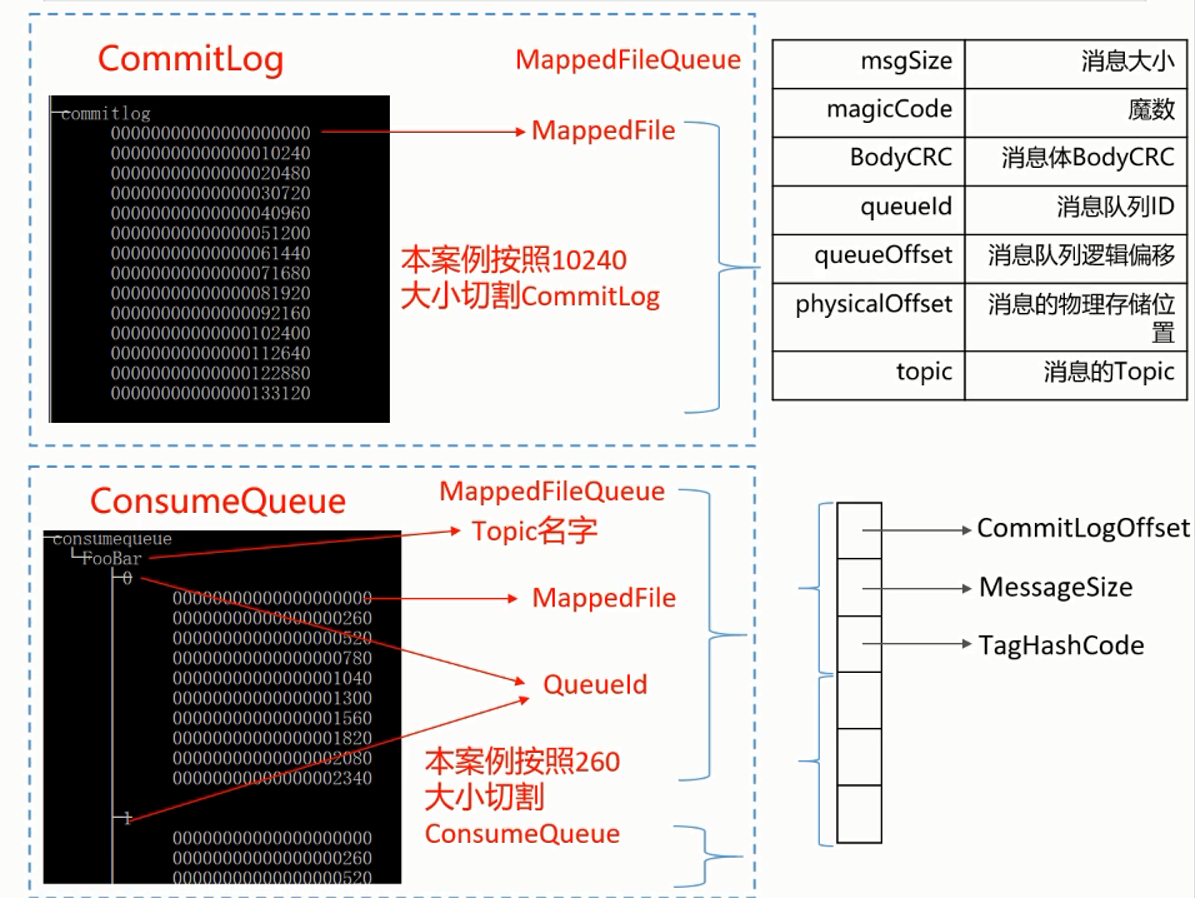 CommitLog
MappedFileQueue
commitlog
00000000000000000000
00000000000000010240
00000000000000020480
00000000000000030720
00000000000000040960
00000000000000051200
00000000000000061440
00000000000000071680
00000000000000081920
00000000000000092160
00000000000000102400
00000000000000112640
00000000000000122880
00000000000000133120
MappedFile
本案例按照10240
大小切割CommitLog
msgSize 消息大小
magicCode 魔数
BodyCRC 消息体BodyCRC
queueId 消息队列ID
queueOffset 消息队列逻辑偏移
physicalOffset 消息的物理存储位
置
topic 消息的Topic
ConsumeQueue
MappedFileQueue
Topic名字
consumequeue
FooBar
0
00000000000000000000
00000000000000000260
00000000000000000520
00000000000000000780
00000000000000001040
00000000000000001300
00000000000000001560
00000000000000001820
00000000000000002080
00000000000000002340
1
00000000000000000000
00000000000000000260
00000000000000000520
MappedFile
QueueId
本案例按照260
大小切割
ConsumeQueue
CommitLogOffset
MessageSize
TagHashCode